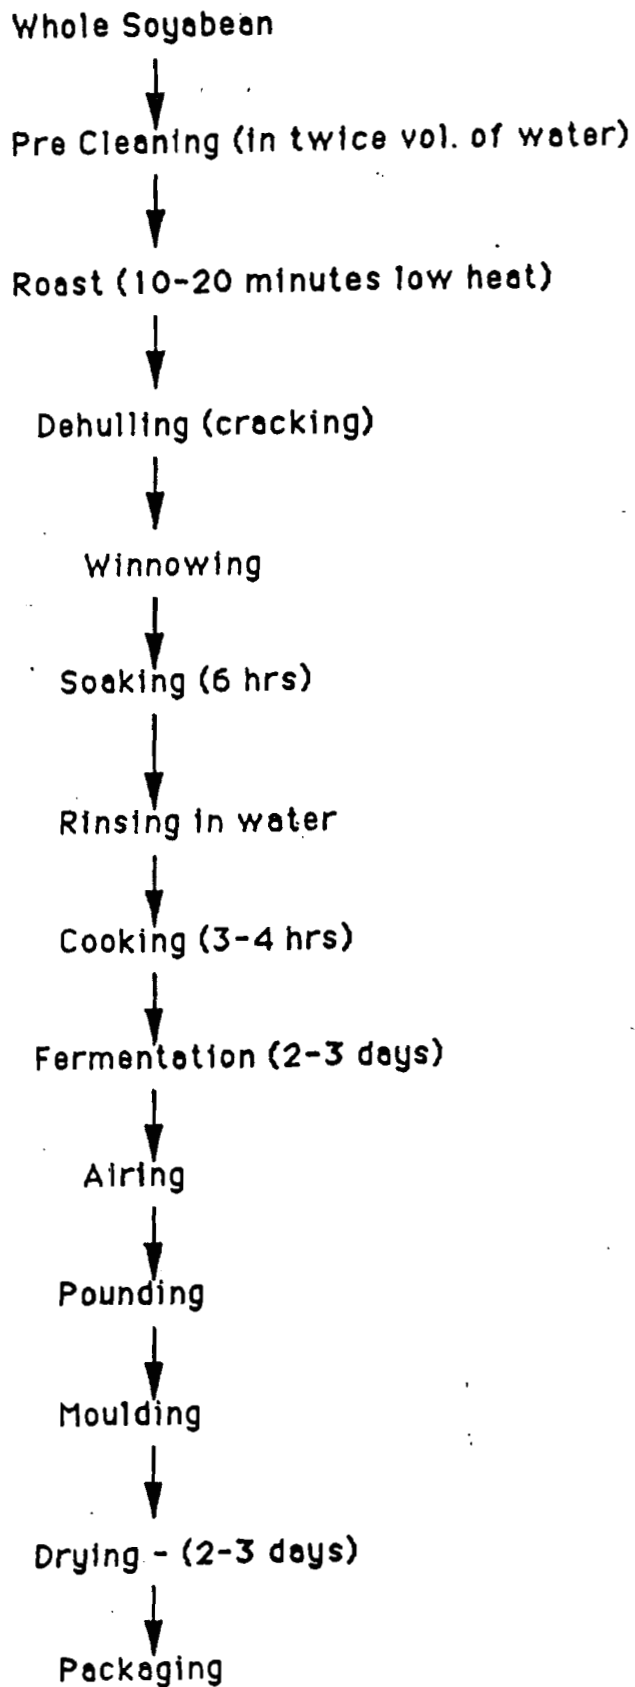 Whole Soyabean
Pre Cleaning (in twice vol. of water)
Roast (10-20 minutes low heat)
Dehulling (cracking)
Winnowing
Soaking (6 hrs)
Rinsing in water
Cooking (3-4 hrs)
Fermentation (2-3 days)
Airing
Pounding
Moulding
Drying - (2-3 days)
Packaging